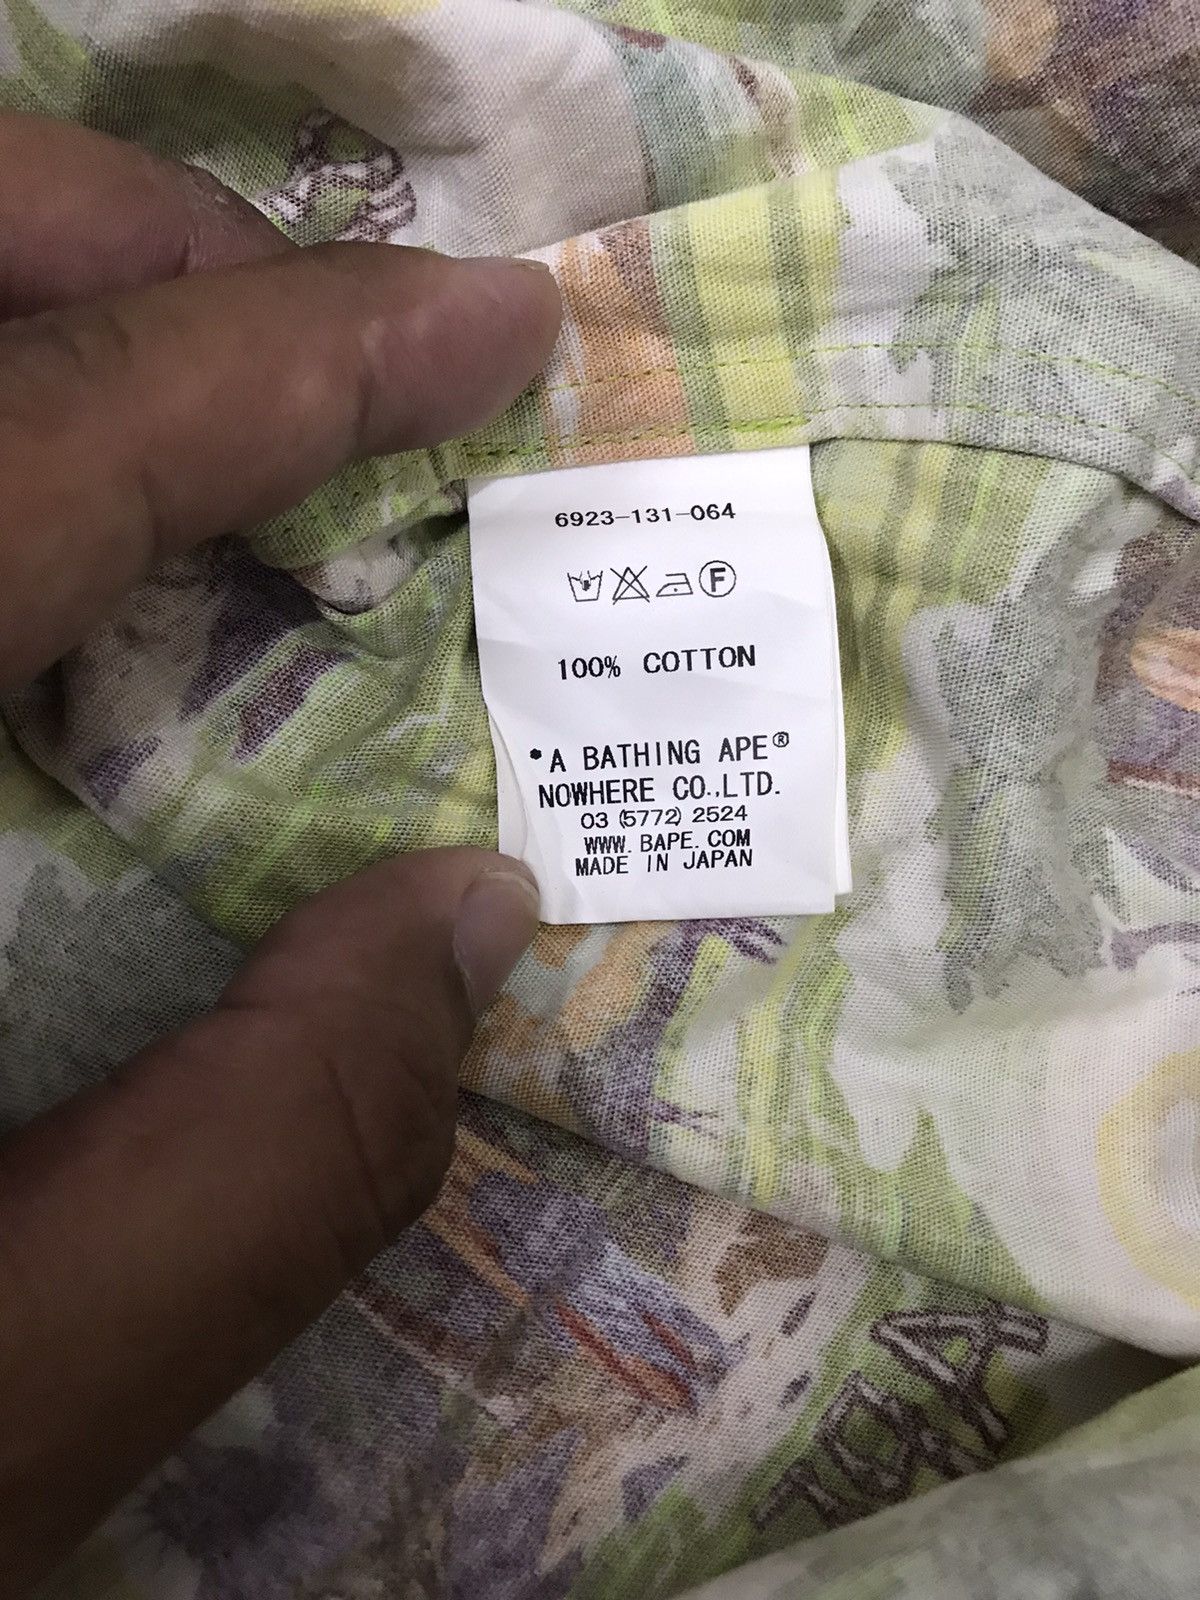 6923-131-064
F
100% COTTON
*A BATHING APE®
NOWHERE CO.,LTD.
03 (5772) 2524
WWW. BAPE. COM
MADE IN JAPAN